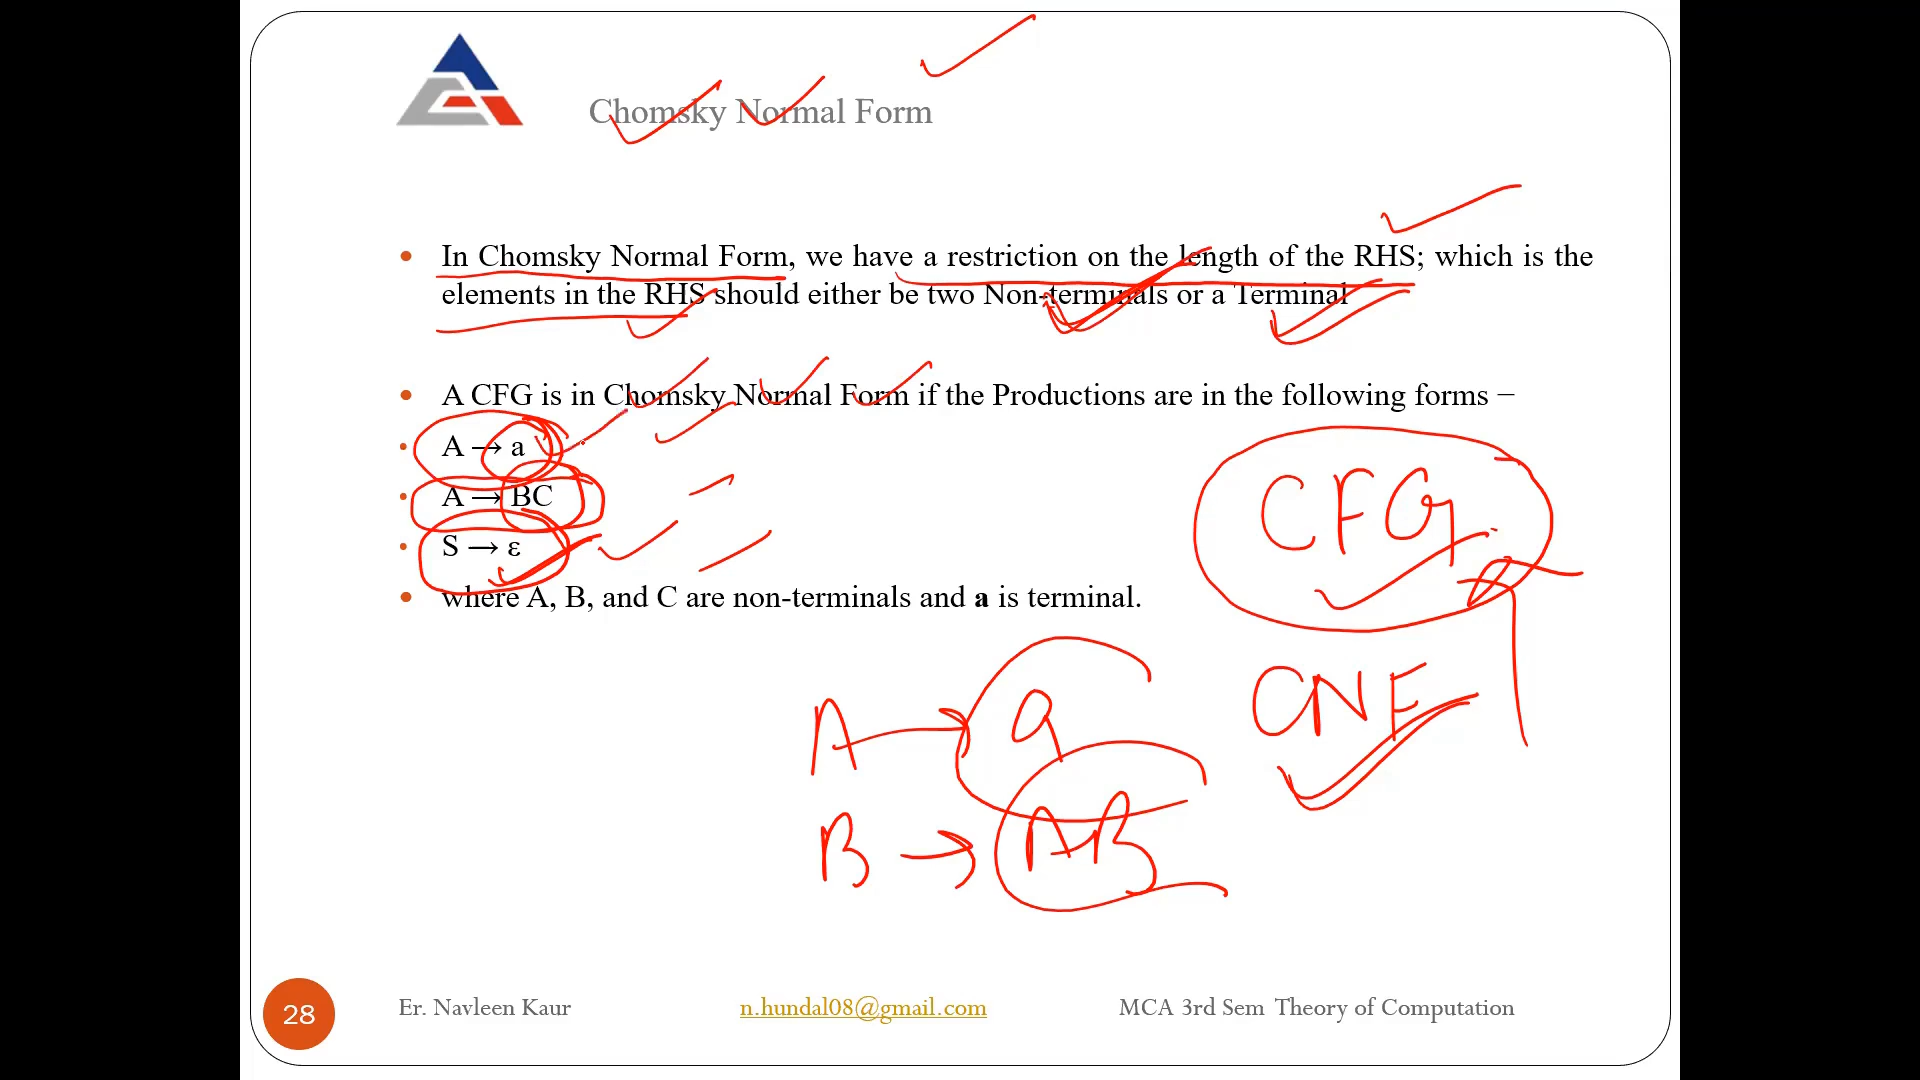 Chomsky Normal Form
• In Chomsky Normal Form, we have a restriction on the length of the RHS; which is the
elements in the RHS should either be two Non-terminals or a Terminal
• A CFG is in Chomsky Normal Form if the Productions are in the following forms −
• A → a
• A → BC
• S → ε
• where A, B, and C are non-terminals and a is terminal.
CFG
CNF
A → a
B → AB
28
Er. Navleen Kaur
n.hundal08@gmail.com
MCA 3rd Sem Theory of Computation